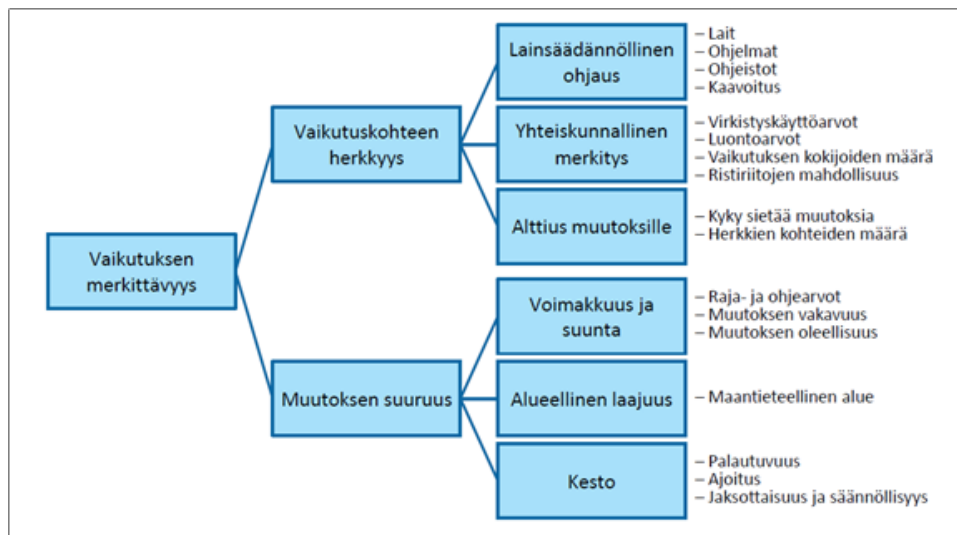 Vaikutuksen
merkittävyys
Vaikutuskohteen
herkkyys
Lainsäädännöllinen
ohjaus
– Lait
– Ohjelmat
– Ohjeistot
– Kaavoitus
Yhteiskunnallinen
merkitys
– Virkistyskäyttöarvot
– Luontoarvot
– Vaikutuksen kokijoiden määrä
– Ristiriitojen mahdollisuus
Alttius muutoksille
– Kyky sietää muutoksia
– Herkkien kohteiden määrä
Muutoksen suuruus
Voimakkuus ja
suunta
– Raja- ja ohjearvot
– Muutoksen vakavuus
– Muutoksen oleellisuus
Alueellinen laajuus
– Maantieteellinen alue
Kesto
– Palautuvuus
– Ajoitus
– Jaksottaisuus ja säännöllisyys